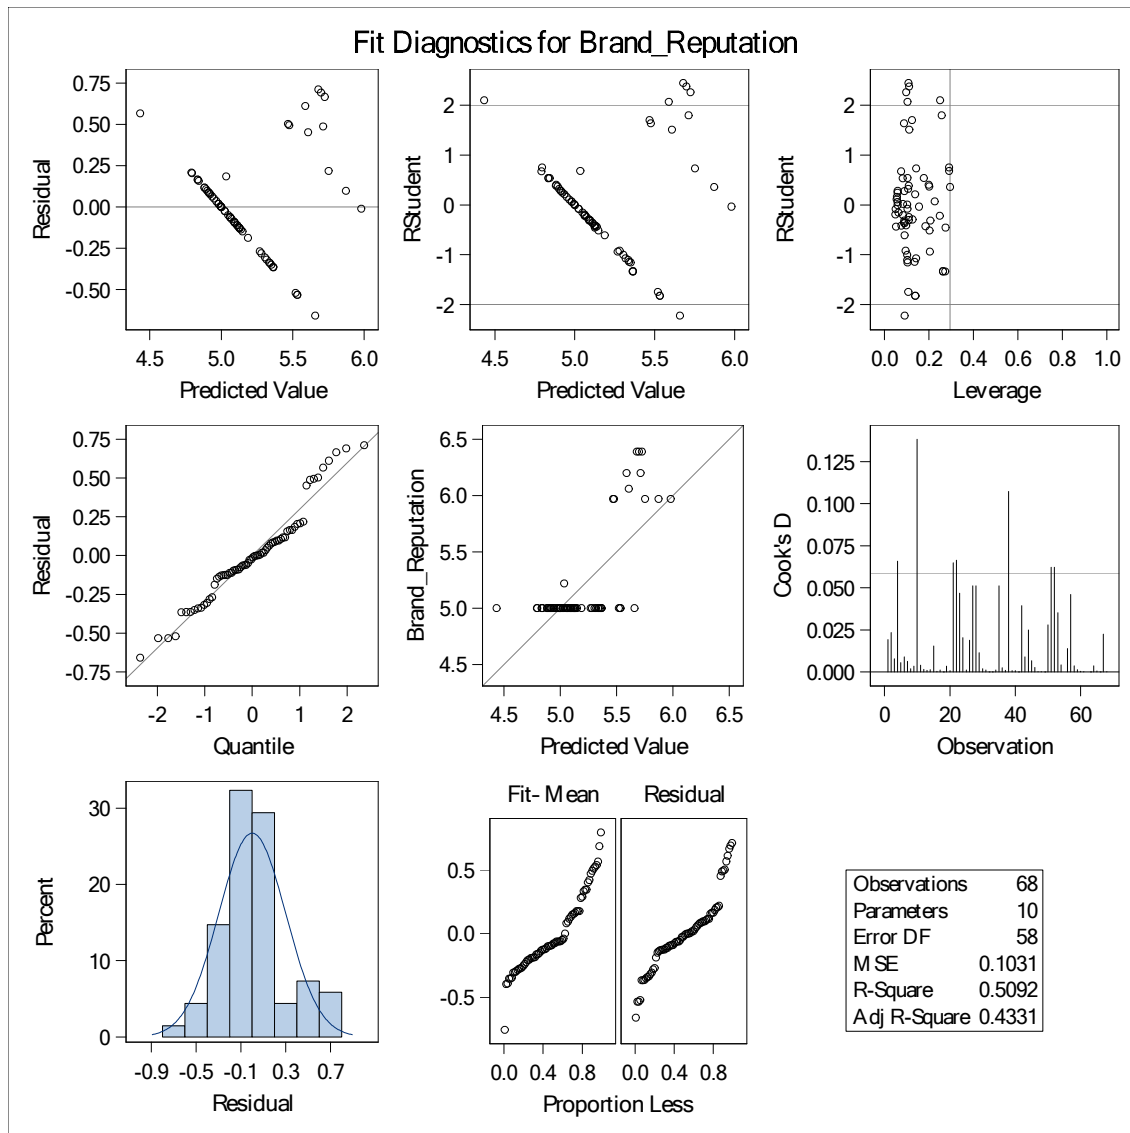 Fit Diagnostics for Brand_Reputation
0.75
0.50
0.25
0.00
-0.25
-0.50
Residual
4.5 5.0 5.5 6.0
Predicted Value
2
1
0
-1
-2
RStudent
4.5 5.0 5.5 6.0
Predicted Value
2
1
0
-1
-2
RStudent
0.0 0.2 0.4 0.6 0.8 1.0
Leverage
0.75
0.50
0.25
0.00
-0.25
-0.50
-0.75
Residual
-2 -1 0 1 2
Quantile
6.5
6.0
5.5
5.0
4.5
Brand_Reputation
4.5 5.0 5.5 6.0 6.5
Predicted Value
0.125
0.100
0.075
0.050
0.025
0.000
Cook's D
0 20 40 60
Observation
30
20
10
0
Percent
-0.9 -0.5 -0.1 0.3 0.7
Residual
Fit-Mean Residual
0.5
0.0
-0.5
0.0 0.4 0.8 0.0 0.4 0.8
Proportion Less
Observations 68
Parameters 10
Error DF 58
MSE 0.1031
R-Square 0.5092
Adj R-Square 0.4331